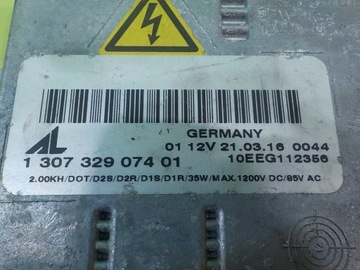 AL
GERMANY
01 12V 21.03.16 0044
1 307 329 074 01
10EEG112356
2.00KH/DOT/D2S/D2R/D1S/D1R/35W/MAX.1200V DC/85V AC